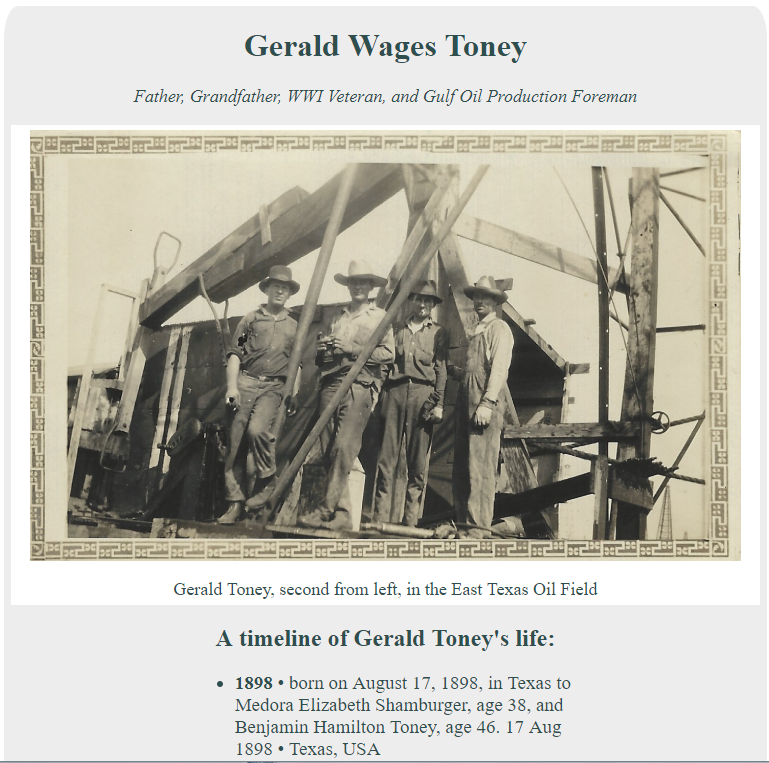 Gerald Wages Toney
Father, Grandfather, WWI Veteran, and Gulf Oil Production Foreman
Gerald Toney, second from left, in the East Texas Oil Field
A timeline of Gerald Toney's life:
• 1898 • born on August 17, 1898, in Texas to
Medora Elizabeth Shamburger, age 38, and
Benjamin Hamilton Toney, age 46. 17 Aug
1898 • Texas, USA